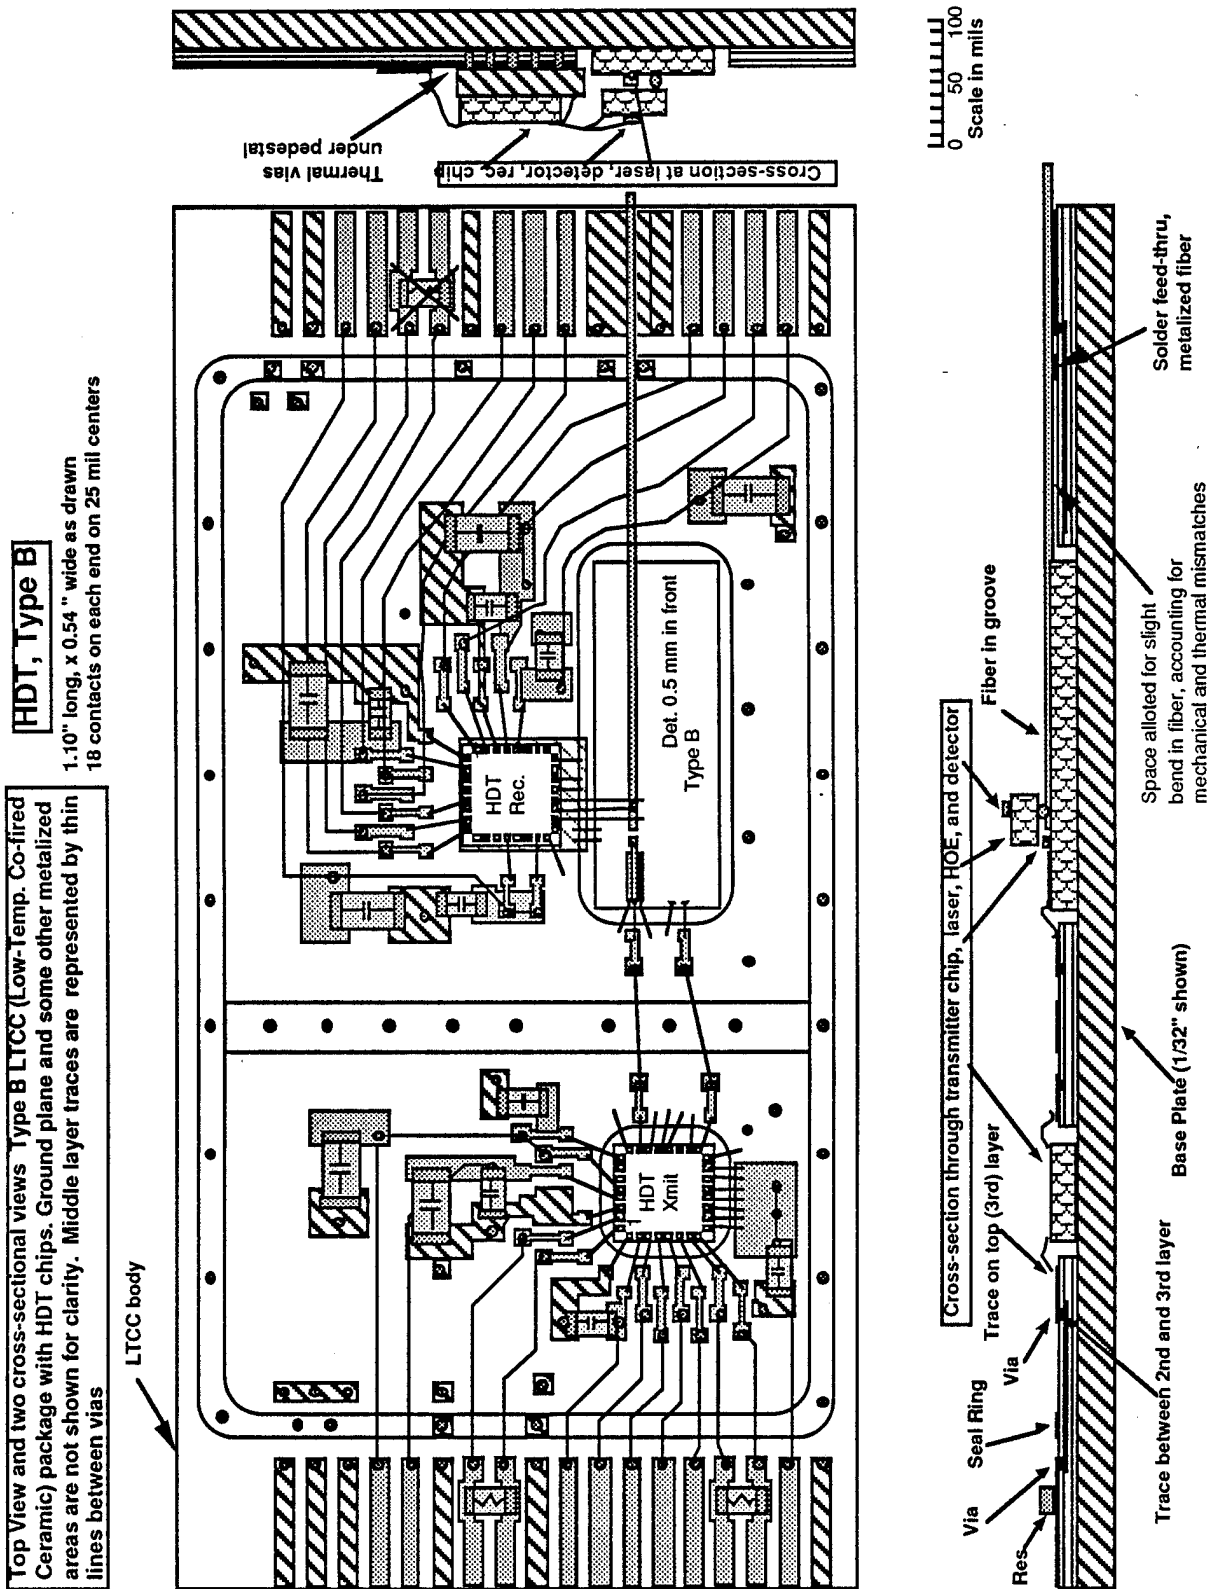 HDT, Type B
1.10" long, x 0.54 " wide as drawn
18 contacts on each end on 25 mil centers
Top View and two cross-sectional views Type B LTCC (Low-Temp. Co-fired
Ceramic) package with HDT chips. Ground plane and some other metalized
areas are not shown for clarity. Middle layer traces are represented by thin
lines between vias
LTCC body
Thermal vias
under pedestal
Cross-section at laser, detector, rec. chip
HDT
Rec.
Det. 0.5 mm in front
Type B
HDT
Xmit
1
0 50 100
Scale in mils
Cross-section through transmitter chip, laser, HOE, and detector
Trace on top (3rd) layer
Fiber in groove
Via
Seal Ring
Via
Res
Trace between 2nd and 3rd layer
Base Plate (1/32" shown)
Space alloted for slight
bend in fiber, accounting for
mechanical and thermal mismatches
Solder feed-thru,
metalized fiber